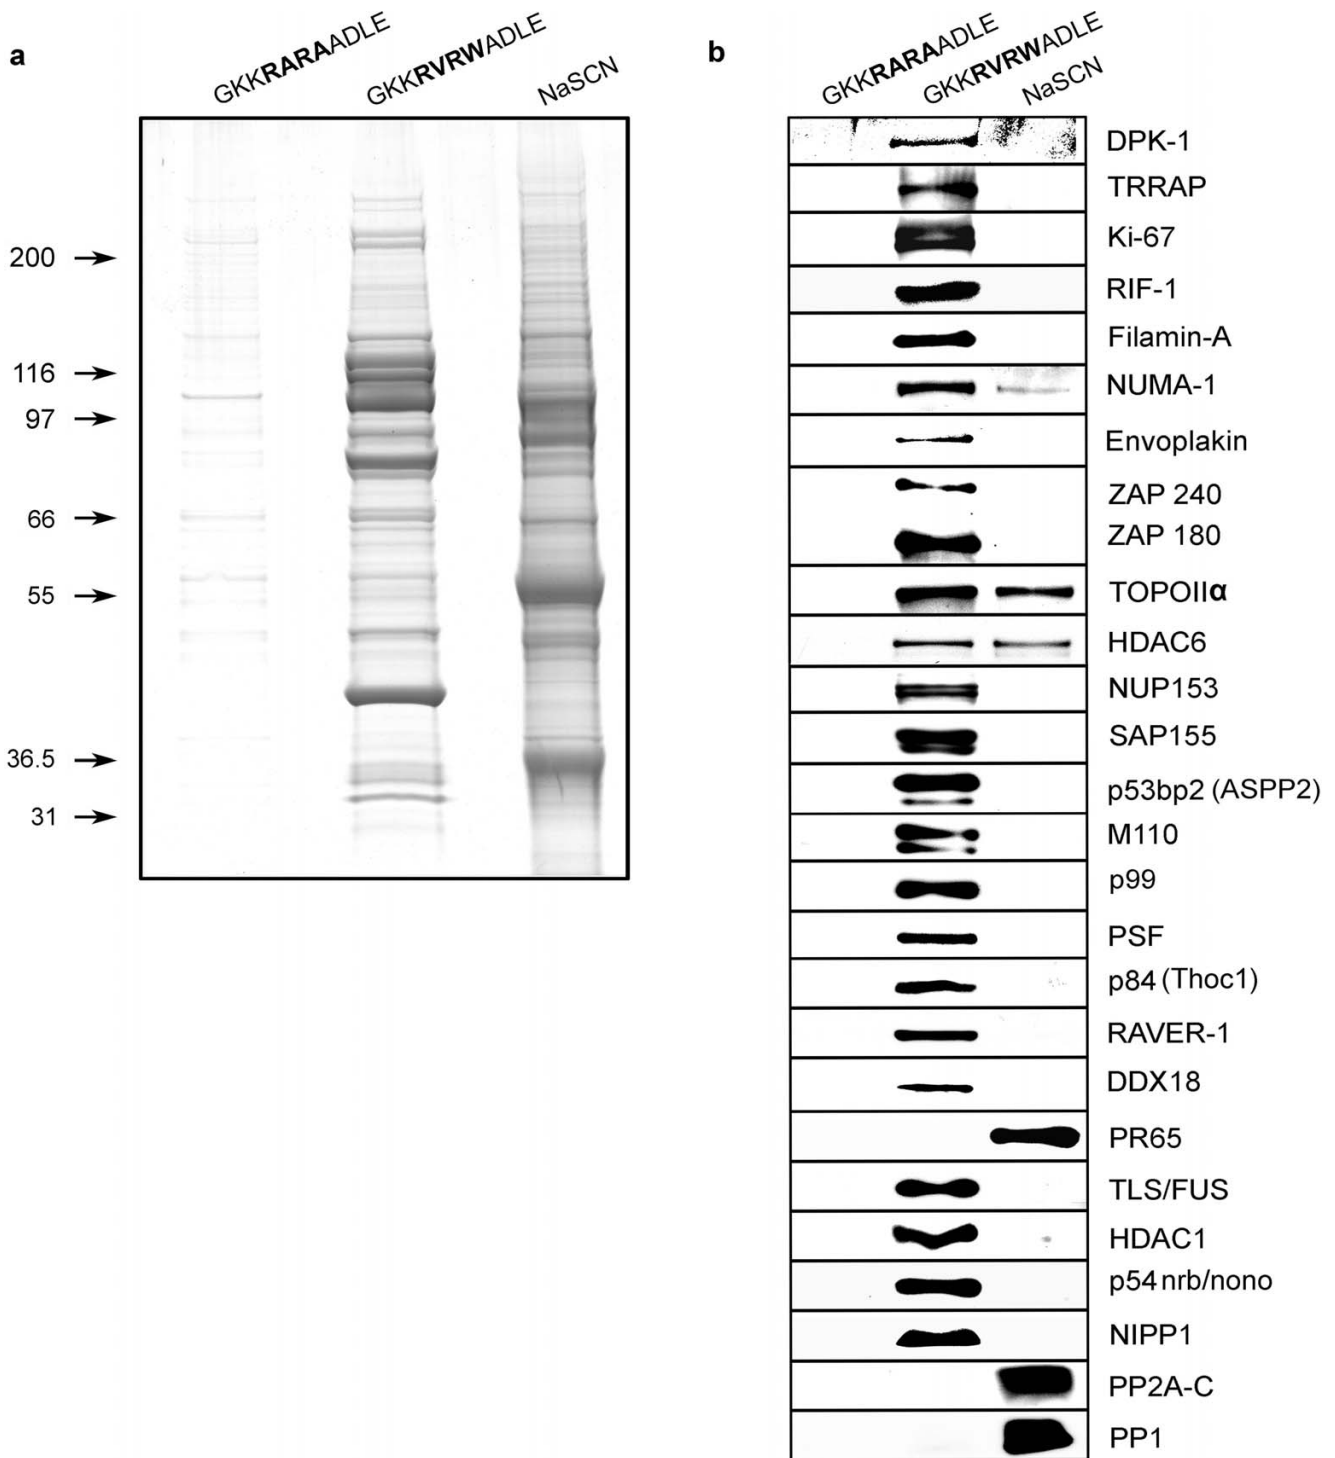 a
GKKRARAADLE
GKKRVRWADLE
NaSCN
200
116
97
66
55
36.5
31
b
GKKRARAADLE
GKKRVRWADLE
NaSCN
DPK-1
TRRAP
Ki-67
RIF-1
Filamin-A
NUMA-1
Envoplakin
ZAP 240
ZAP 180
TOPOIIα
HDAC6
NUP153
SAP155
p53bp2 (ASPP2)
M110
p99
PSF
p84 (Thoc1)
RAVER-1
DDX18
PR65
TLS/FUS
HDAC1
p54 nrb/nono
NIPP1
PP2A-C
PP1